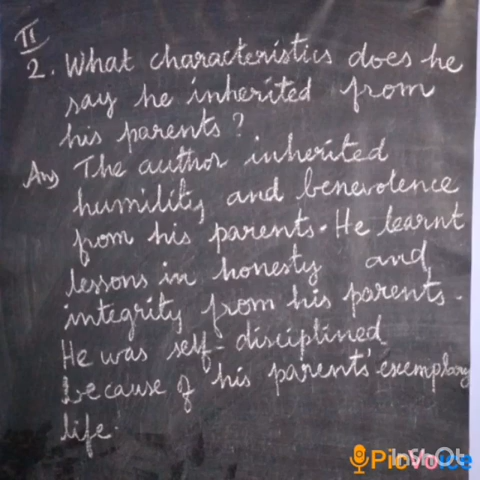 II
2. What characteristics does he
say he inherited from
his parents?
Ans The author inherited
humility and benevolence
from his parents. He learnt
lessons in honesty and
integrity from his parents.
He was self-disciplined
because of his parents' exemplary
life.
PicVoice
InShOt